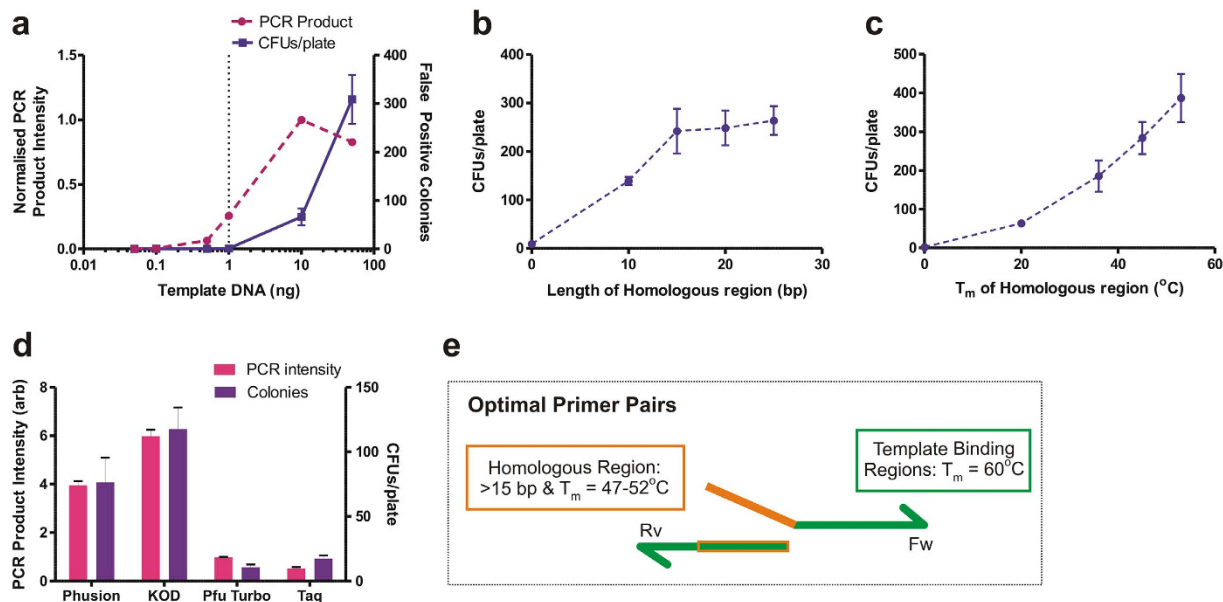 a
PCR Product
CFUs/plate
Normalised PCR
Product Intensity
1.5
1.0
0.5
0.0
400
300
200
100
0
False Positive Colonies
0.01
0.1
1
10
100
Template DNA (ng)
b
CFUs/plate
400
300
200
100
0
0
10
20
30
Length of Homologous region (bp)
c
CFUs/plate
500
400
300
200
100
0
0
20
40
60
Tm of Homologous region (°C)
d
PCR intensity
Colonies
PCR Product Intensity (arb)
8
6
4
2
0
150
100
50
0
CFUs/plate
Phusion
KOD
Pfu Turbo
Taq
e
Optimal Primer Pairs
Homologous Region:
>15 bp & Tm = 47-52°C
Template Binding
Regions: Tm = 60°C
Rv
Fw